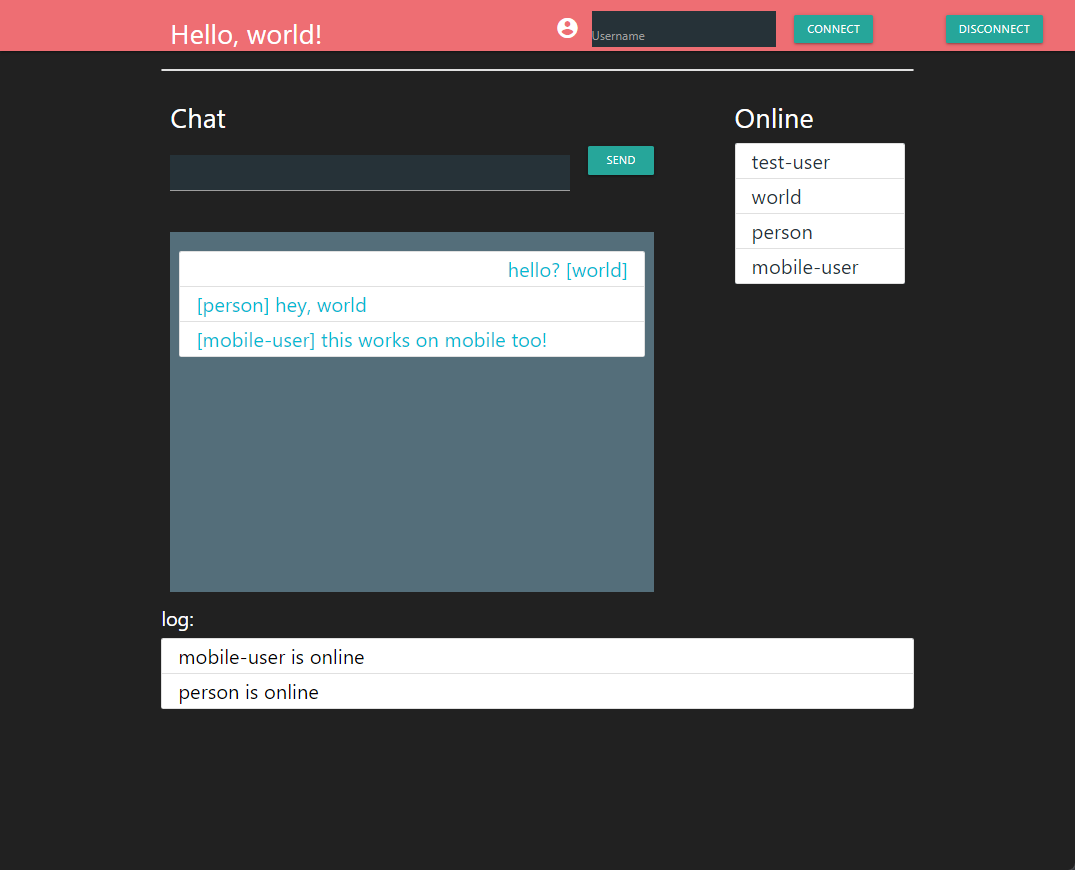 Hello, world!
Username
CONNECT
DISCONNECT
Chat
SEND
hello? [world]
[person] hey, world
[mobile-user] this works on mobile too!
Online
test-user
world
person
mobile-user
log:
mobile-user is online
person is online